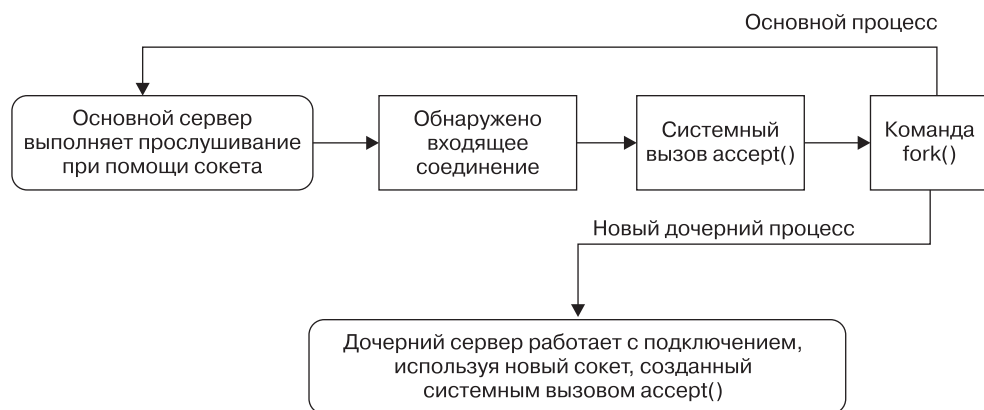 Основной процесс
Основной сервер
выполняет прослушивание
при помощи сокета
Обнаружено
входящее
соединение
Системный
вызов accept()
Команда
fork()
Новый дочерний процесс
Дочерний сервер работает с подключением,
используя новый сокет, созданный
системным вызовом accept()